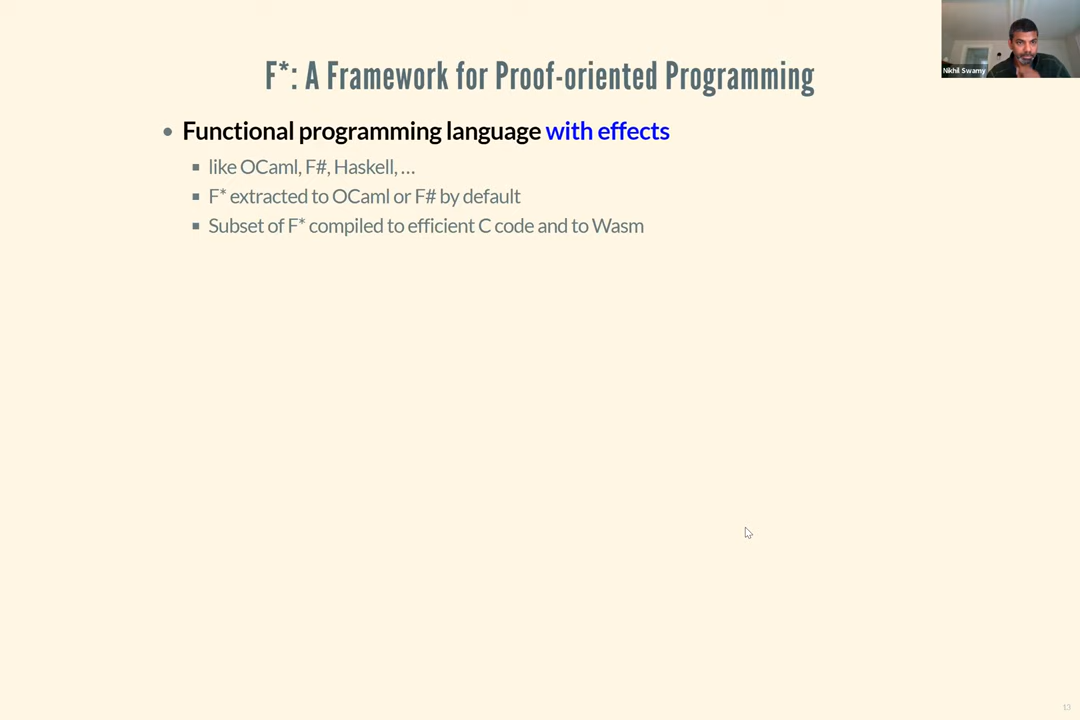 Nikhil Swamy
F*: A Framework for Proof-oriented Programming
• Functional programming language with effects
▪ like OCaml, F#, Haskell, …
▪ F* extracted to OCaml or F# by default
▪ Subset of F* compiled to efficient C code and to Wasm
13